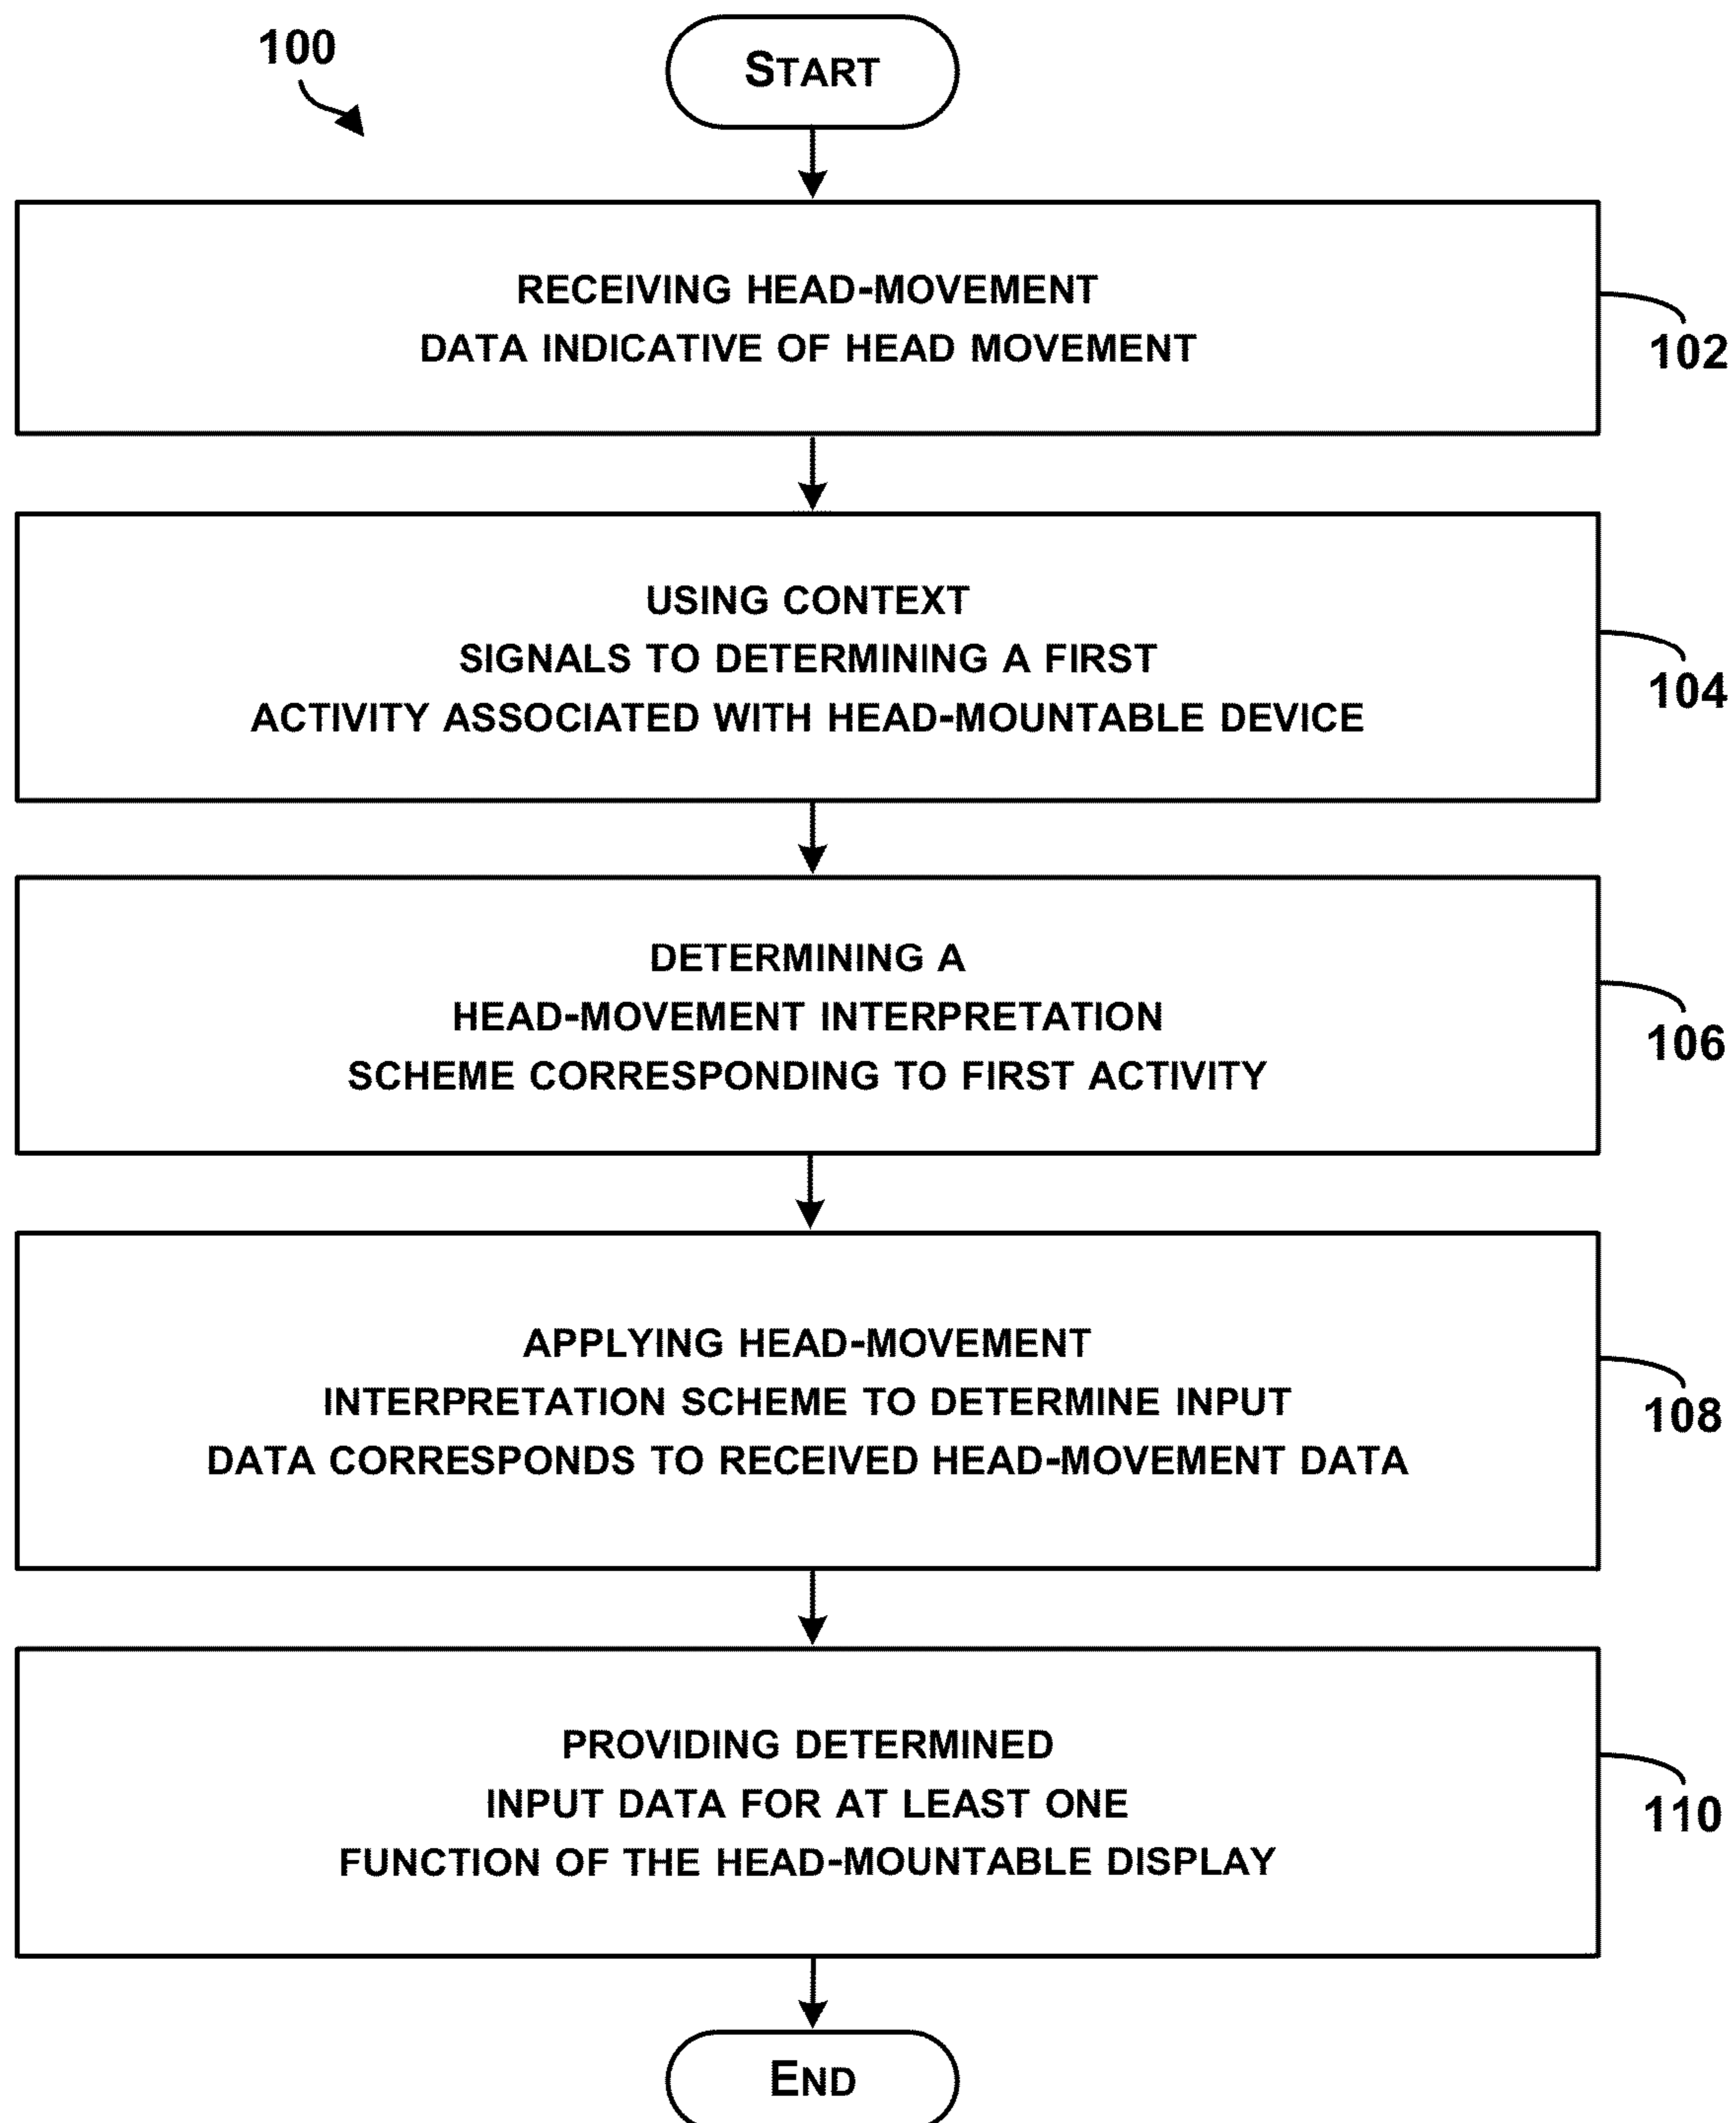 100
START
RECEIVING HEAD-MOVEMENT
DATA INDICATIVE OF HEAD MOVEMENT
102
USING CONTEXT
SIGNALS TO DETERMINING A FIRST
ACTIVITY ASSOCIATED WITH HEAD-MOUNTABLE DEVICE
104
DETERMINING A
HEAD-MOVEMENT INTERPRETATION
SCHEME CORRESPONDING TO FIRST ACTIVITY
106
APPLYING HEAD-MOVEMENT
INTERPRETATION SCHEME TO DETERMINE INPUT
DATA CORRESPONDS TO RECEIVED HEAD-MOVEMENT DATA
108
PROVIDING DETERMINED
INPUT DATA FOR AT LEAST ONE
FUNCTION OF THE HEAD-MOUNTABLE DISPLAY
110
END